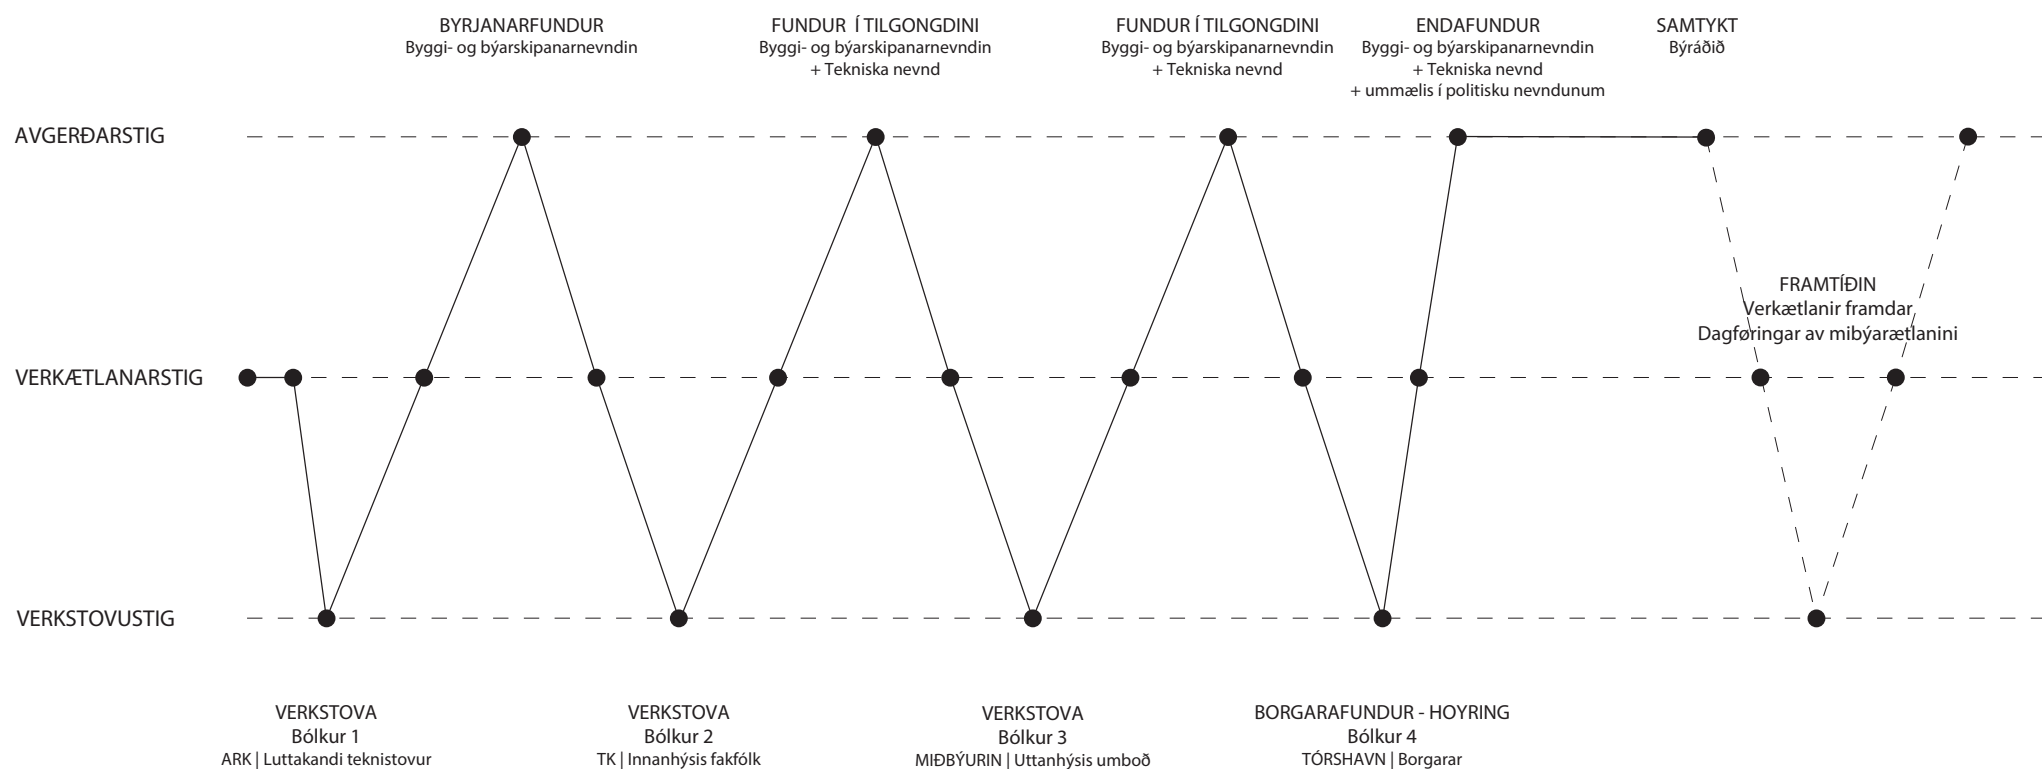 BYRJANARFUNDUR
Byggi- og býarskipanarnevndin
FUNDUR Í TILGONGDINI
Byggi- og býarskipanarnevndin
+ Tekniska nevnd
FUNDUR Í TILGONGDINI
Byggi- og býarskipanarnevndin
+ Tekniska nevnd
ENDAFUNDUR
Byggi- og býarskipanarnevndin
+ Tekniska nevnd
+ ummælis í politisku nevndunum
SAMTYKT
Býráðið
AVGERÐARSTIG
FRAMTÍÐIN
Verkætlanir framdar
Dagføringar av mibýarætlanini
VERKÆTLANARSTIG
VERKSTOVUSTIG
VERKSTOVA
Bólkur 1
ARK | Luttakandi teknistovur
VERKSTOVA
Bólkur 2
TK | Innanhýsis fakfólk
VERKSTOVA
Bólkur 3
MIÐBÝURIN | Uttanhýsis umboð
BORGARAFUNDUR - HOYRING
Bólkur 4
TÓRSHAVN | Borgarar